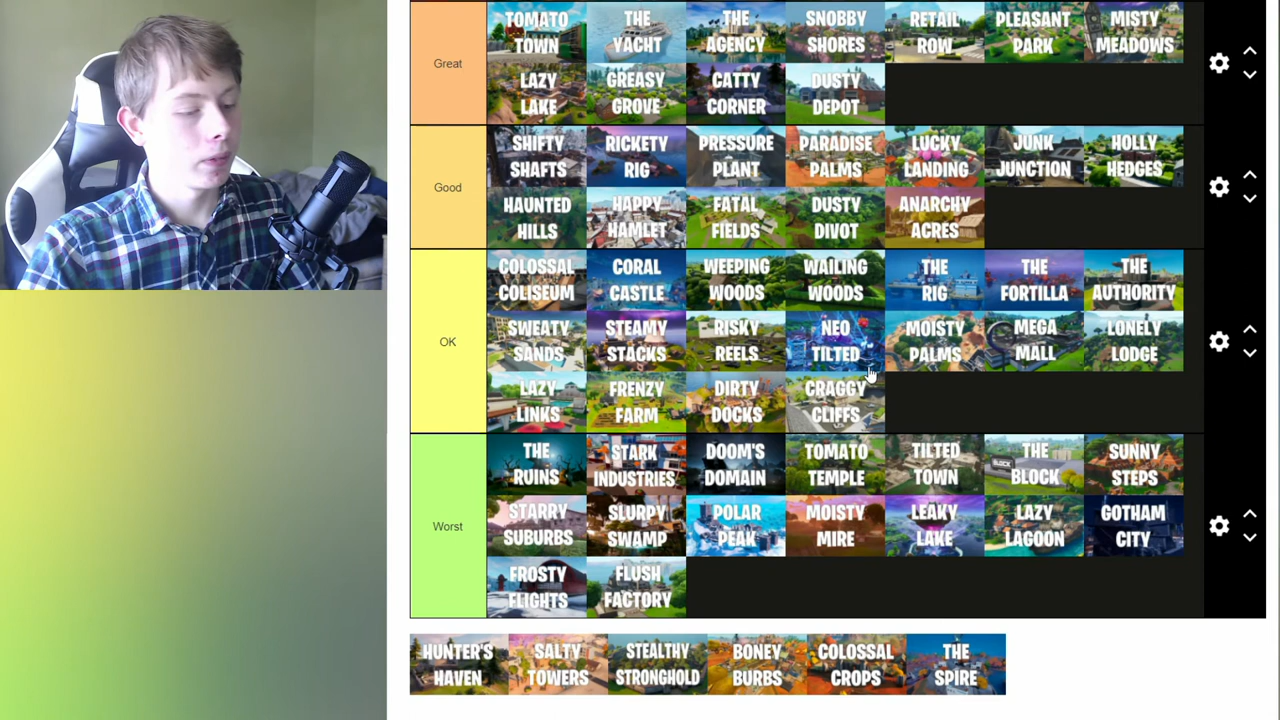 Great
TOMATO TOWN
THE YACHT
THE AGENCY
SNOBBY SHORES
RETAIL ROW
PLEASANT PARK
MISTY MEADOWS
LAZY LAKE
GREASY GROVE
CATTY CORNER
DUSTY DEPOT
Good
SHIFTY SHAFTS
RICKETY RIG
PRESSURE PLANT
PARADISE PALMS
LUCKY LANDING
JUNK JUNCTION
HOLLY HEDGES
HAUNTED HILLS
HAPPY HAMLET
FATAL FIELDS
DUSTY DIVOT
ANARCHY ACRES
OK
COLOSSAL COLISEUM
CORAL CASTLE
WEEPING WOODS
WAILING WOODS
THE RIG
THE FORTILLA
THE AUTHORITY
SWEATY SANDS
STEAMY STACKS
RISKY REELS
NEO TILTED
MOISTY PALMS
MEGA MALL
LONELY LODGE
LAZY LINKS
FRENZY FARM
DIRTY DOCKS
CRAGGY CLIFFS
Worst
THE RUINS
STARK INDUSTRIES
DOOM'S DOMAIN
TOMATO TEMPLE
TILTED TOWN
THE BLOCK
SUNNY STEPS
STARRY SUBURBS
SLURPY SWAMP
POLAR PEAK
MOISTY MIRE
LEAKY LAKE
LAZY LAGOON
GOTHAM CITY
FROSTY FLIGHTS
FLUSH FACTORY
HUNTER'S HAVEN
SALTY TOWERS
STEALTHY STRONGHOLD
BONEY BURBS
COLOSSAL CROPS
THE SPIRE